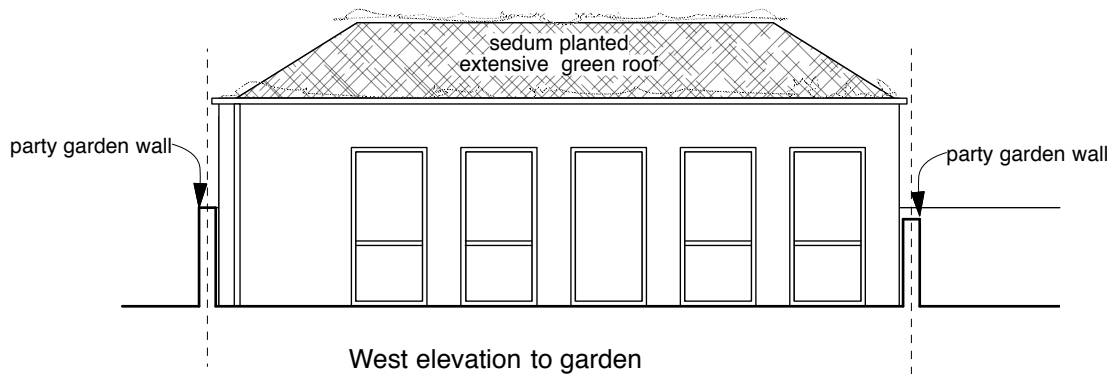 sedum planted
extensive green roof
party garden wall
party garden wall
West elevation to garden